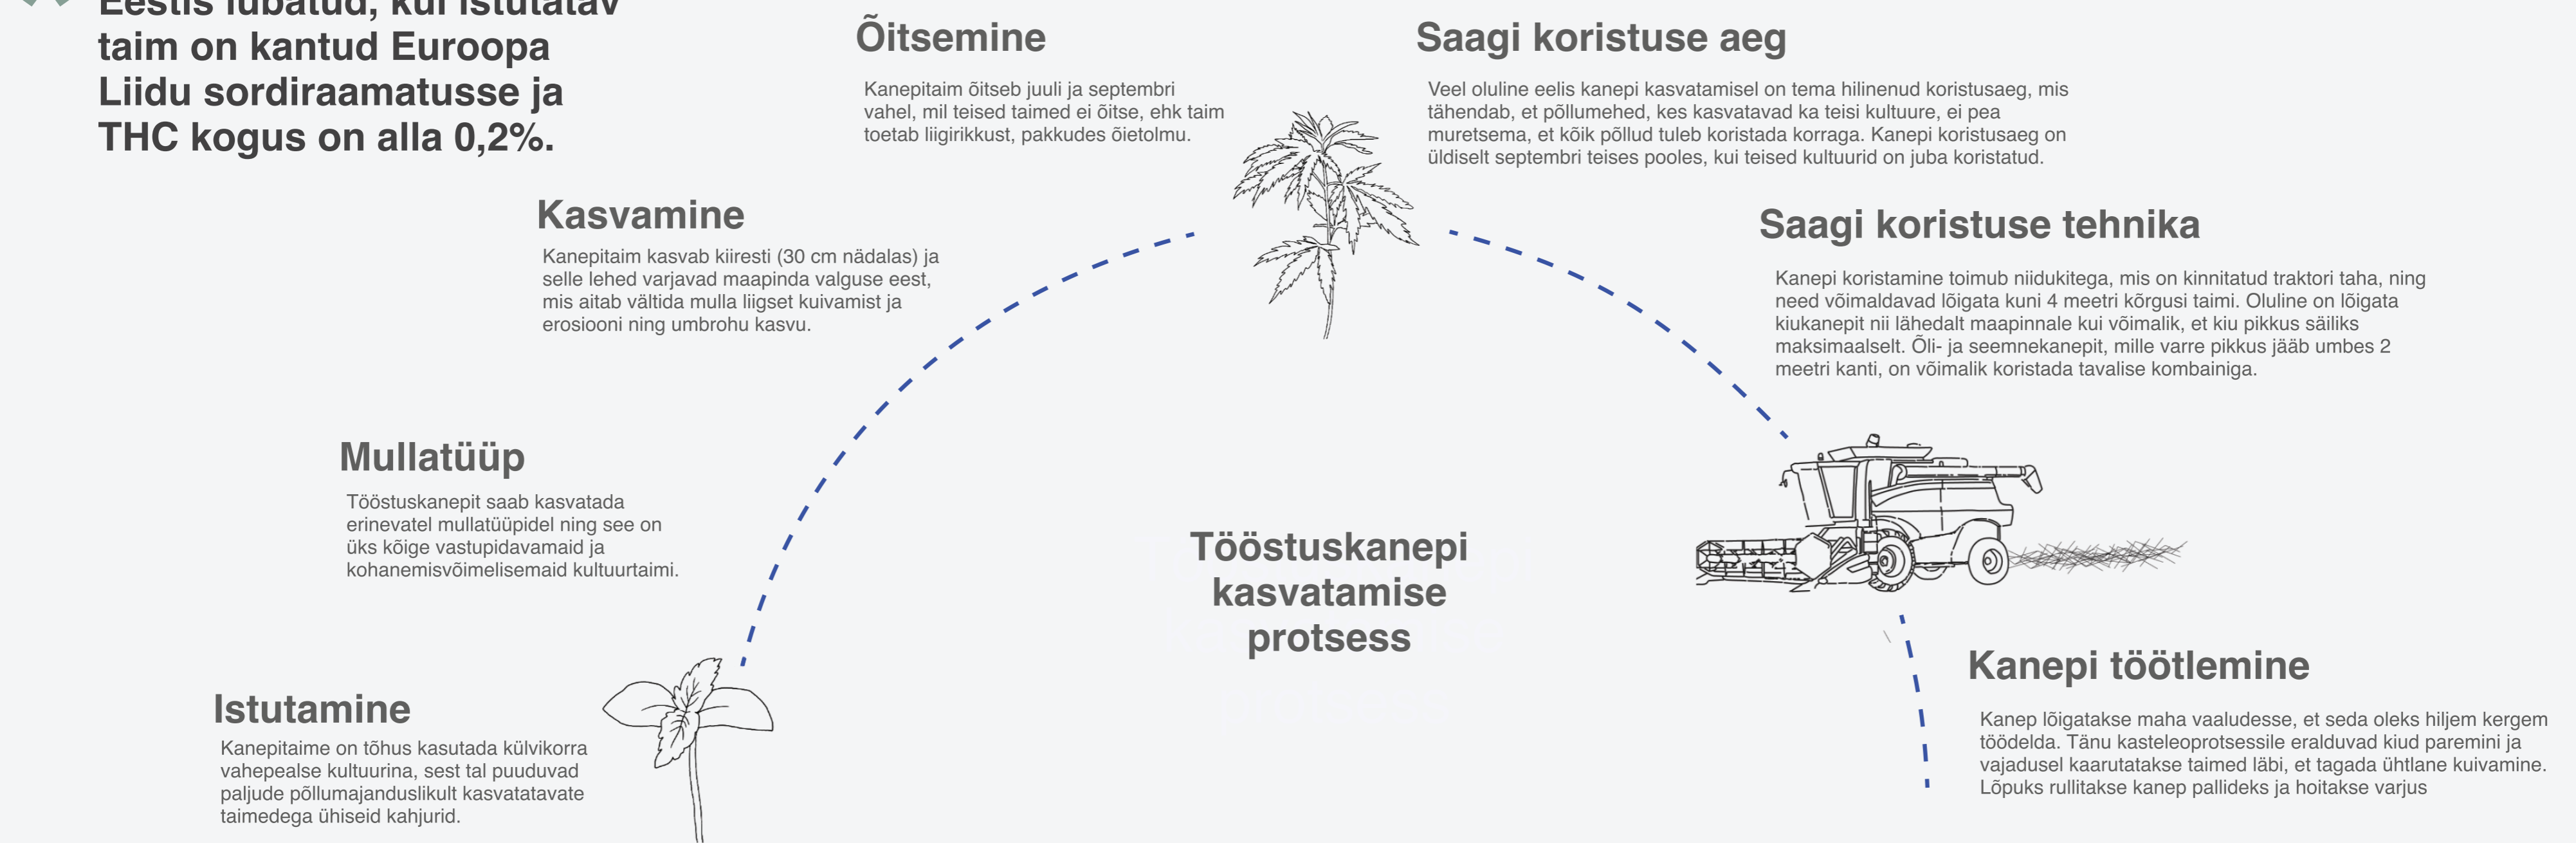 Eestis lubatud, kui istutatav
taim on kantud Euroopa
Liidu sordiraamatusse ja
THC kogus on alla 0,2%.
Õitsemine
Kanepitaim õitseb juuli ja septembri
vahel, mil teised taimed ei õitse, ehk taim
toetab liigirikkust, pakkudes õietolmu.
Saagi koristuse aeg
Veel oluline eelis kanepi kasvatamisel on tema hilinenud koristusaeg, mis
tähendab, et põllumehed, kes kasvatavad ka teisi kultuure, ei pea
muretsema, et kõik põllud tuleb koristada korraga. Kanepi koristusaeg on
üldiselt septembri teises pooles, kui teised kultuurid on juba koristatud.
Kasvamine
Kanepitaim kasvab kiiresti (30 cm nädalas) ja
selle lehed varjavad maapinda valguse eest,
mis aitab vältida mulla liigset kuivamist ja
erosiooni ning umbrohu kasvu.
Saagi koristuse tehnika
Kanepi koristamine toimub niidukitega, mis on kinnitatud traktori taha, ning
need võimaldavad lõigata kuni 4 meetri kõrgusi taimi. Oluline on lõigata
kiukanepit nii lähedalt maapinnale kui võimalik, et kiu pikkus säiliks
maksimaalselt. Õli- ja seemnekanepit, mille varre pikkus jääb umbes 2
meetri kanti, on võimalik koristada tavalise kombainiga.
Mullatüüp
Tööstuskanepit saab kasvatada
erinevatel mullatüüpidel ning see on
üks kõige vastupidavamaid ja
kohanemisvõimelisemaid kultuurtaimi.
Tööstuskanepi
kasvatamise
protsess
Istutamine
Kanepitaime on tõhus kasutada külvikorra
vahepealse kultuurina, sest tal puuduvad
paljude põllumajanduslikult kasvatatavate
taimedega ühiseid kahjurid.
Kanepi töötlemine
Kanep lõigatakse maha vaaludesse, et seda oleks hiljem kergem
töödelda. Tänu kasteleoprotsessile eralduvad kiud paremini ja
vajadusel kaarutatakse taimed läbi, et tagada ühtlane kuivamine.
Lõpuks rullitakse kanep pallideks ja hoitakse varjus